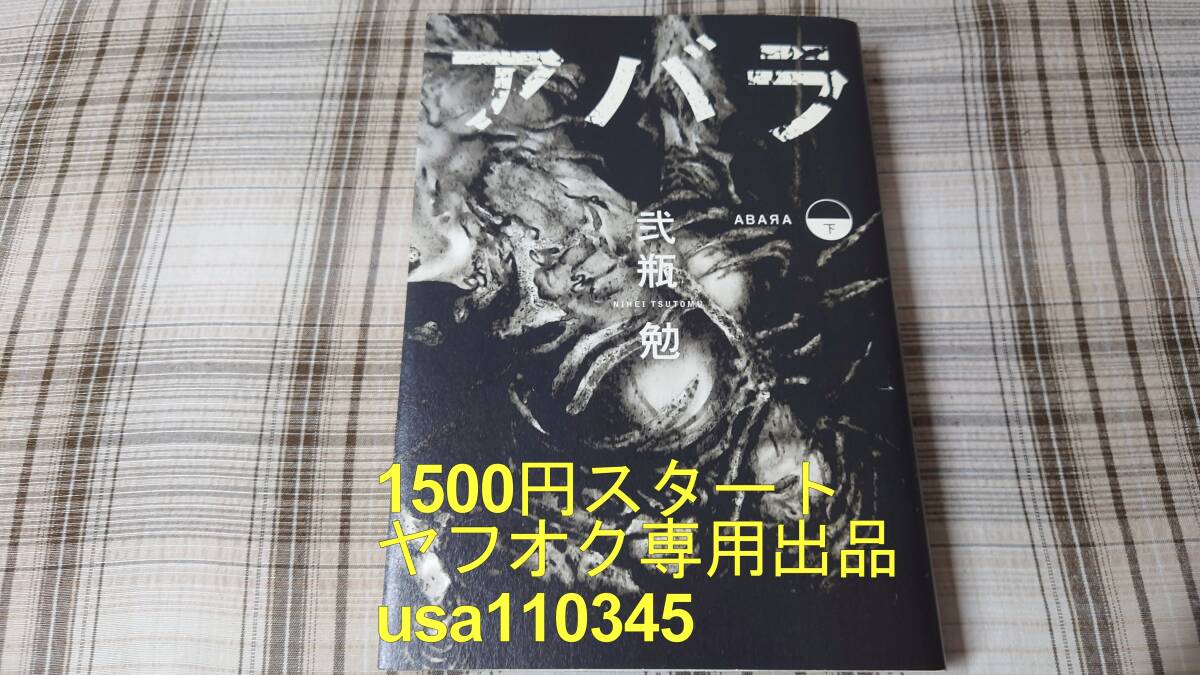 アバラ
ABAЯA
下
弐瓶
NIHEI TSUTOMU
勉
1500円スタート
ヤフオク専用出品
usa110345